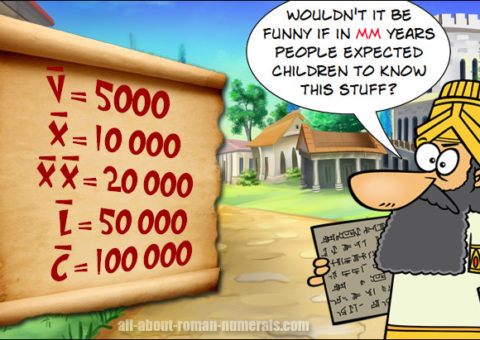 V̅ = 5000
X̅ = 10 000
X̅X̅ = 20 000
L̅ = 50 000
C̅ = 100 000
WOULDN'T IT BE
FUNNY IF IN MM YEARS
PEOPLE EXPECTED
CHILDREN TO KNOW
THIS STUFF?
all-about-roman-numerals.com